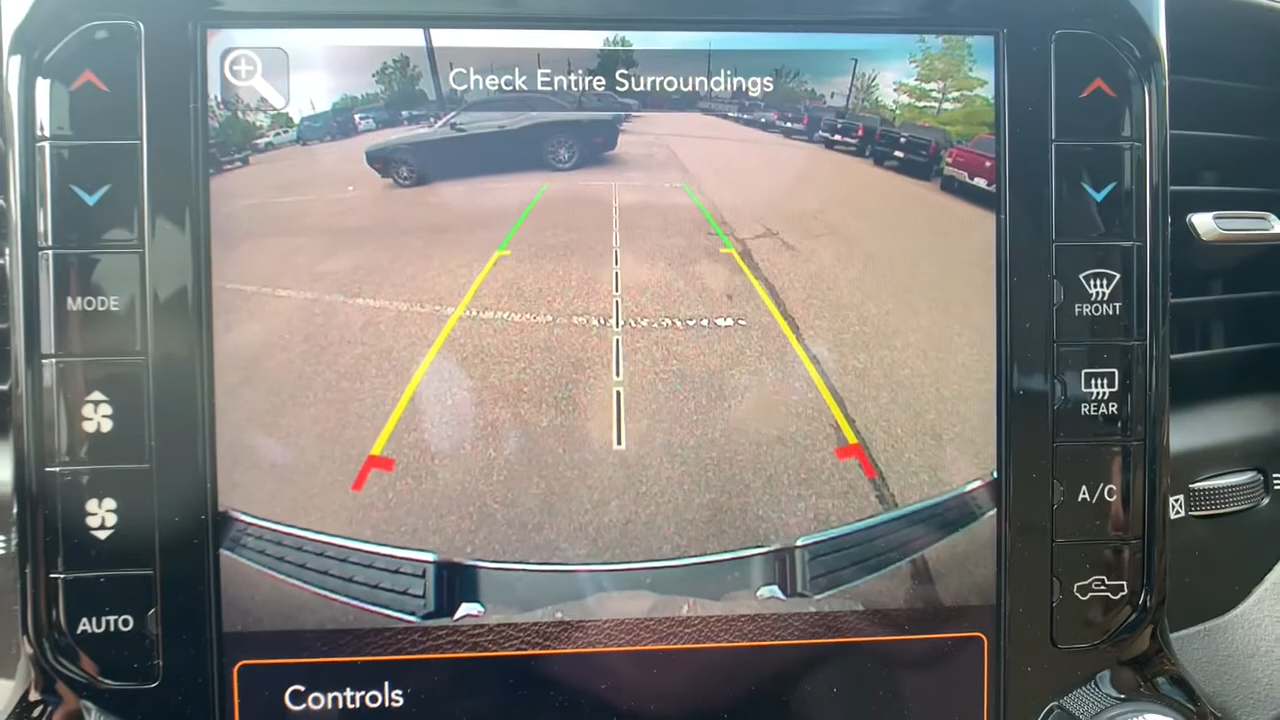 Check Entire Surroundings
MODE
FRONT
REAR
A/C
AUTO
Controls